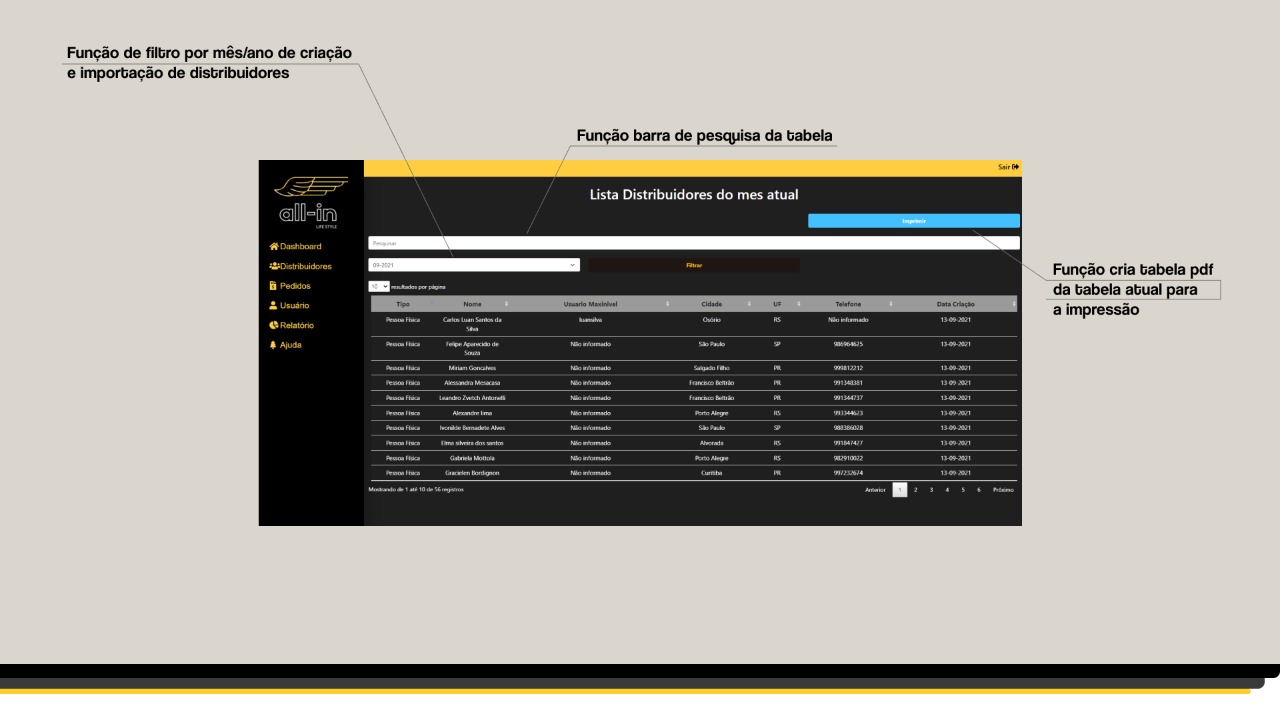 Função de filtro por mês/ano de criação
e importação de distribuidores
Função barra de pesquisa da tabela
Sair
all-in
LIFE STYLE
Lista Distribuidores do mes atual
Imprimir
Pesquisar
Dashboard
Distribuidores
Pedidos
Usuário
Relatório
Ajuda
09-2021
Filtrar
Função cria tabela pdf
da tabela atual para
a impressão
10 resultados por página
Tipo Nome Usuario Maxinivel Cidade UF Telefone Data Criação
Pessoa Física Carlos Luan Santos da Silva luansilva Osório RS Não informado 13-09-2021
Pessoa Física Felipe Aparecido de Souza Não informado São Paulo SP 986964625 13-09-2021
Pessoa Física Miriam Goncalves Não informado Salgado Filho PR 999812212 13-09-2021
Pessoa Física Alessandra Mesacasa Não informado Francisco Beltrão PR 991348381 13-09-2021
Pessoa Física Leandro Zvetch Antonelli Não informado Francisco Beltrão PR 991344737 13-09-2021
Pessoa Física Alexandre lima Não informado Porto Alegre RS 993344623 13-09-2021
Pessoa Física Ivonilde Bernadete Alves Não informado São Paulo SP 988386028 13-09-2021
Pessoa Física Elma silveira dos santos Não informado Alvorada RS 991847427 13-09-2021
Pessoa Física Gabriela Mottola Não informado Porto Alegre RS 982910022 13-09-2021
Pessoa Física Gracielen Bordignon Não informado Curitiba PR 997232674 13-09-2021
Mostrando de 1 até 10 de 56 registros
Anterior 1 2 3 4 5 6 Próximo